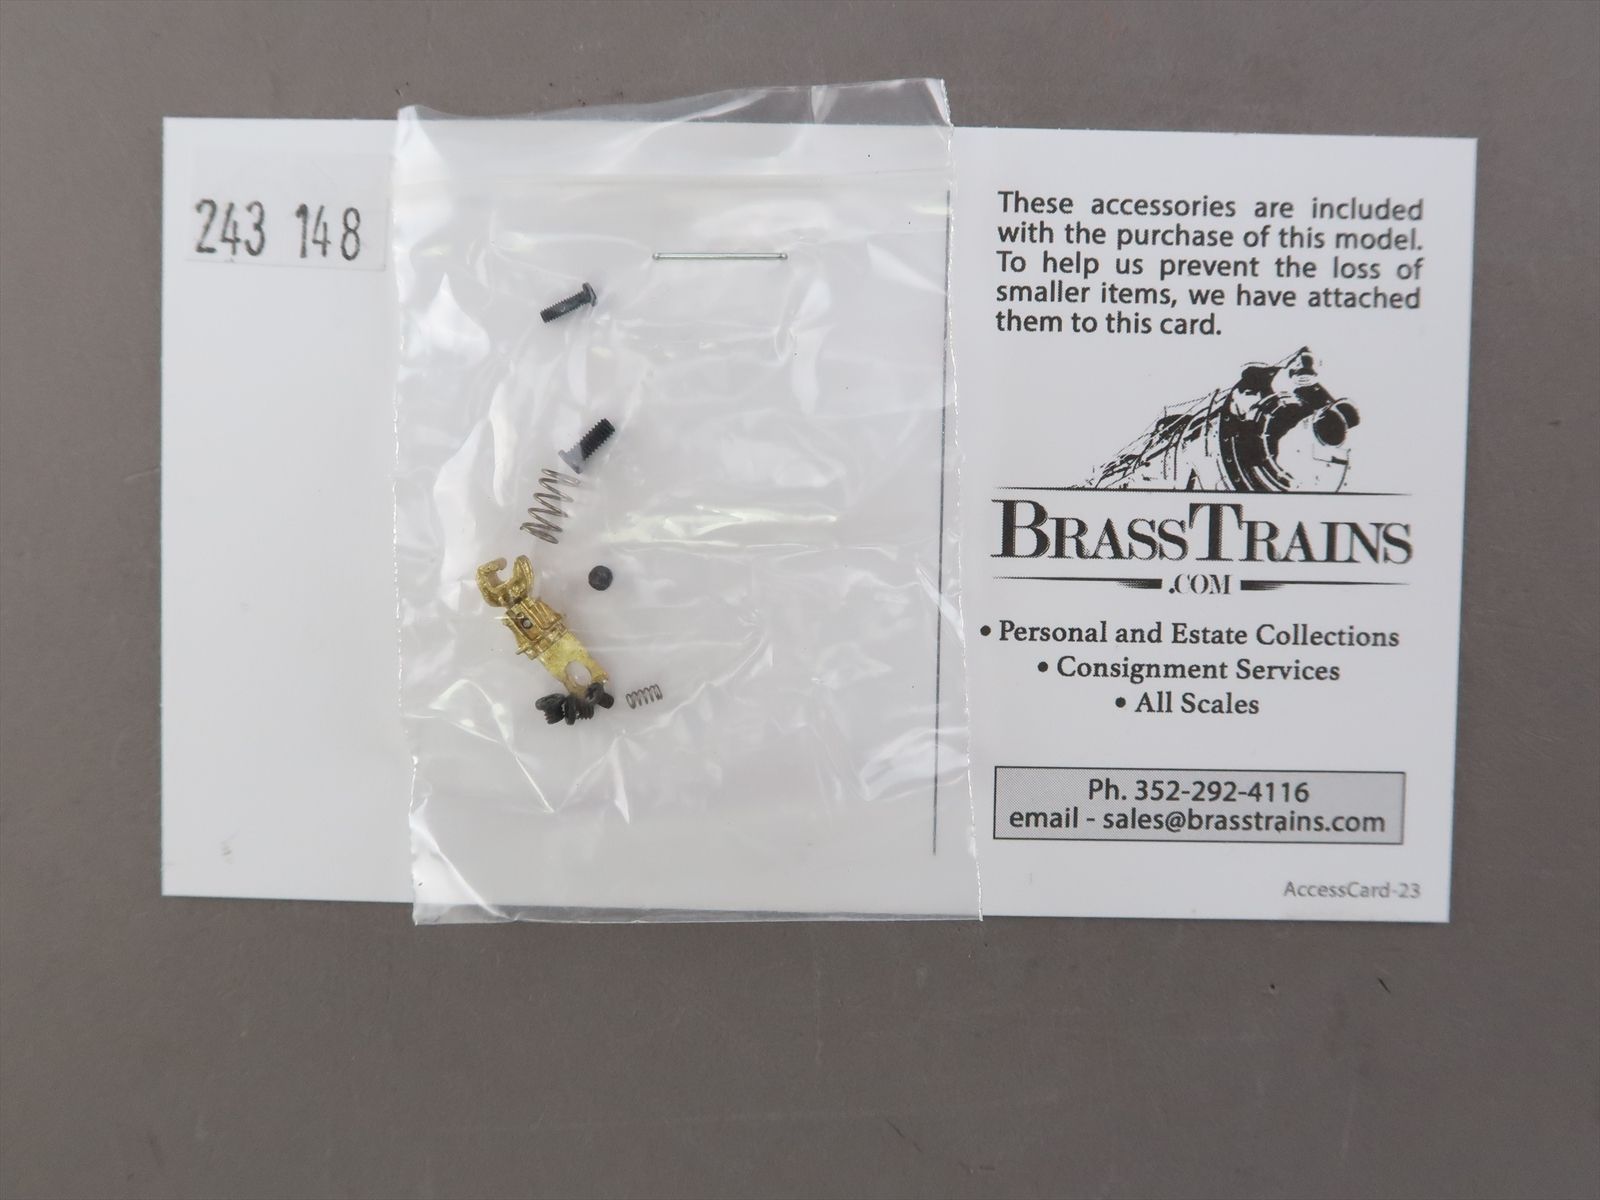 243 148
These accessories are included
with the purchase of this model.
To help us prevent the loss of
smaller items, we have attached
them to this card.
BRASSTRAINS
.COM
• Personal and Estate Collections
• Consignment Services
• All Scales
Ph. 352-292-4116
email - sales@brasstrains.com
AccessCard-23